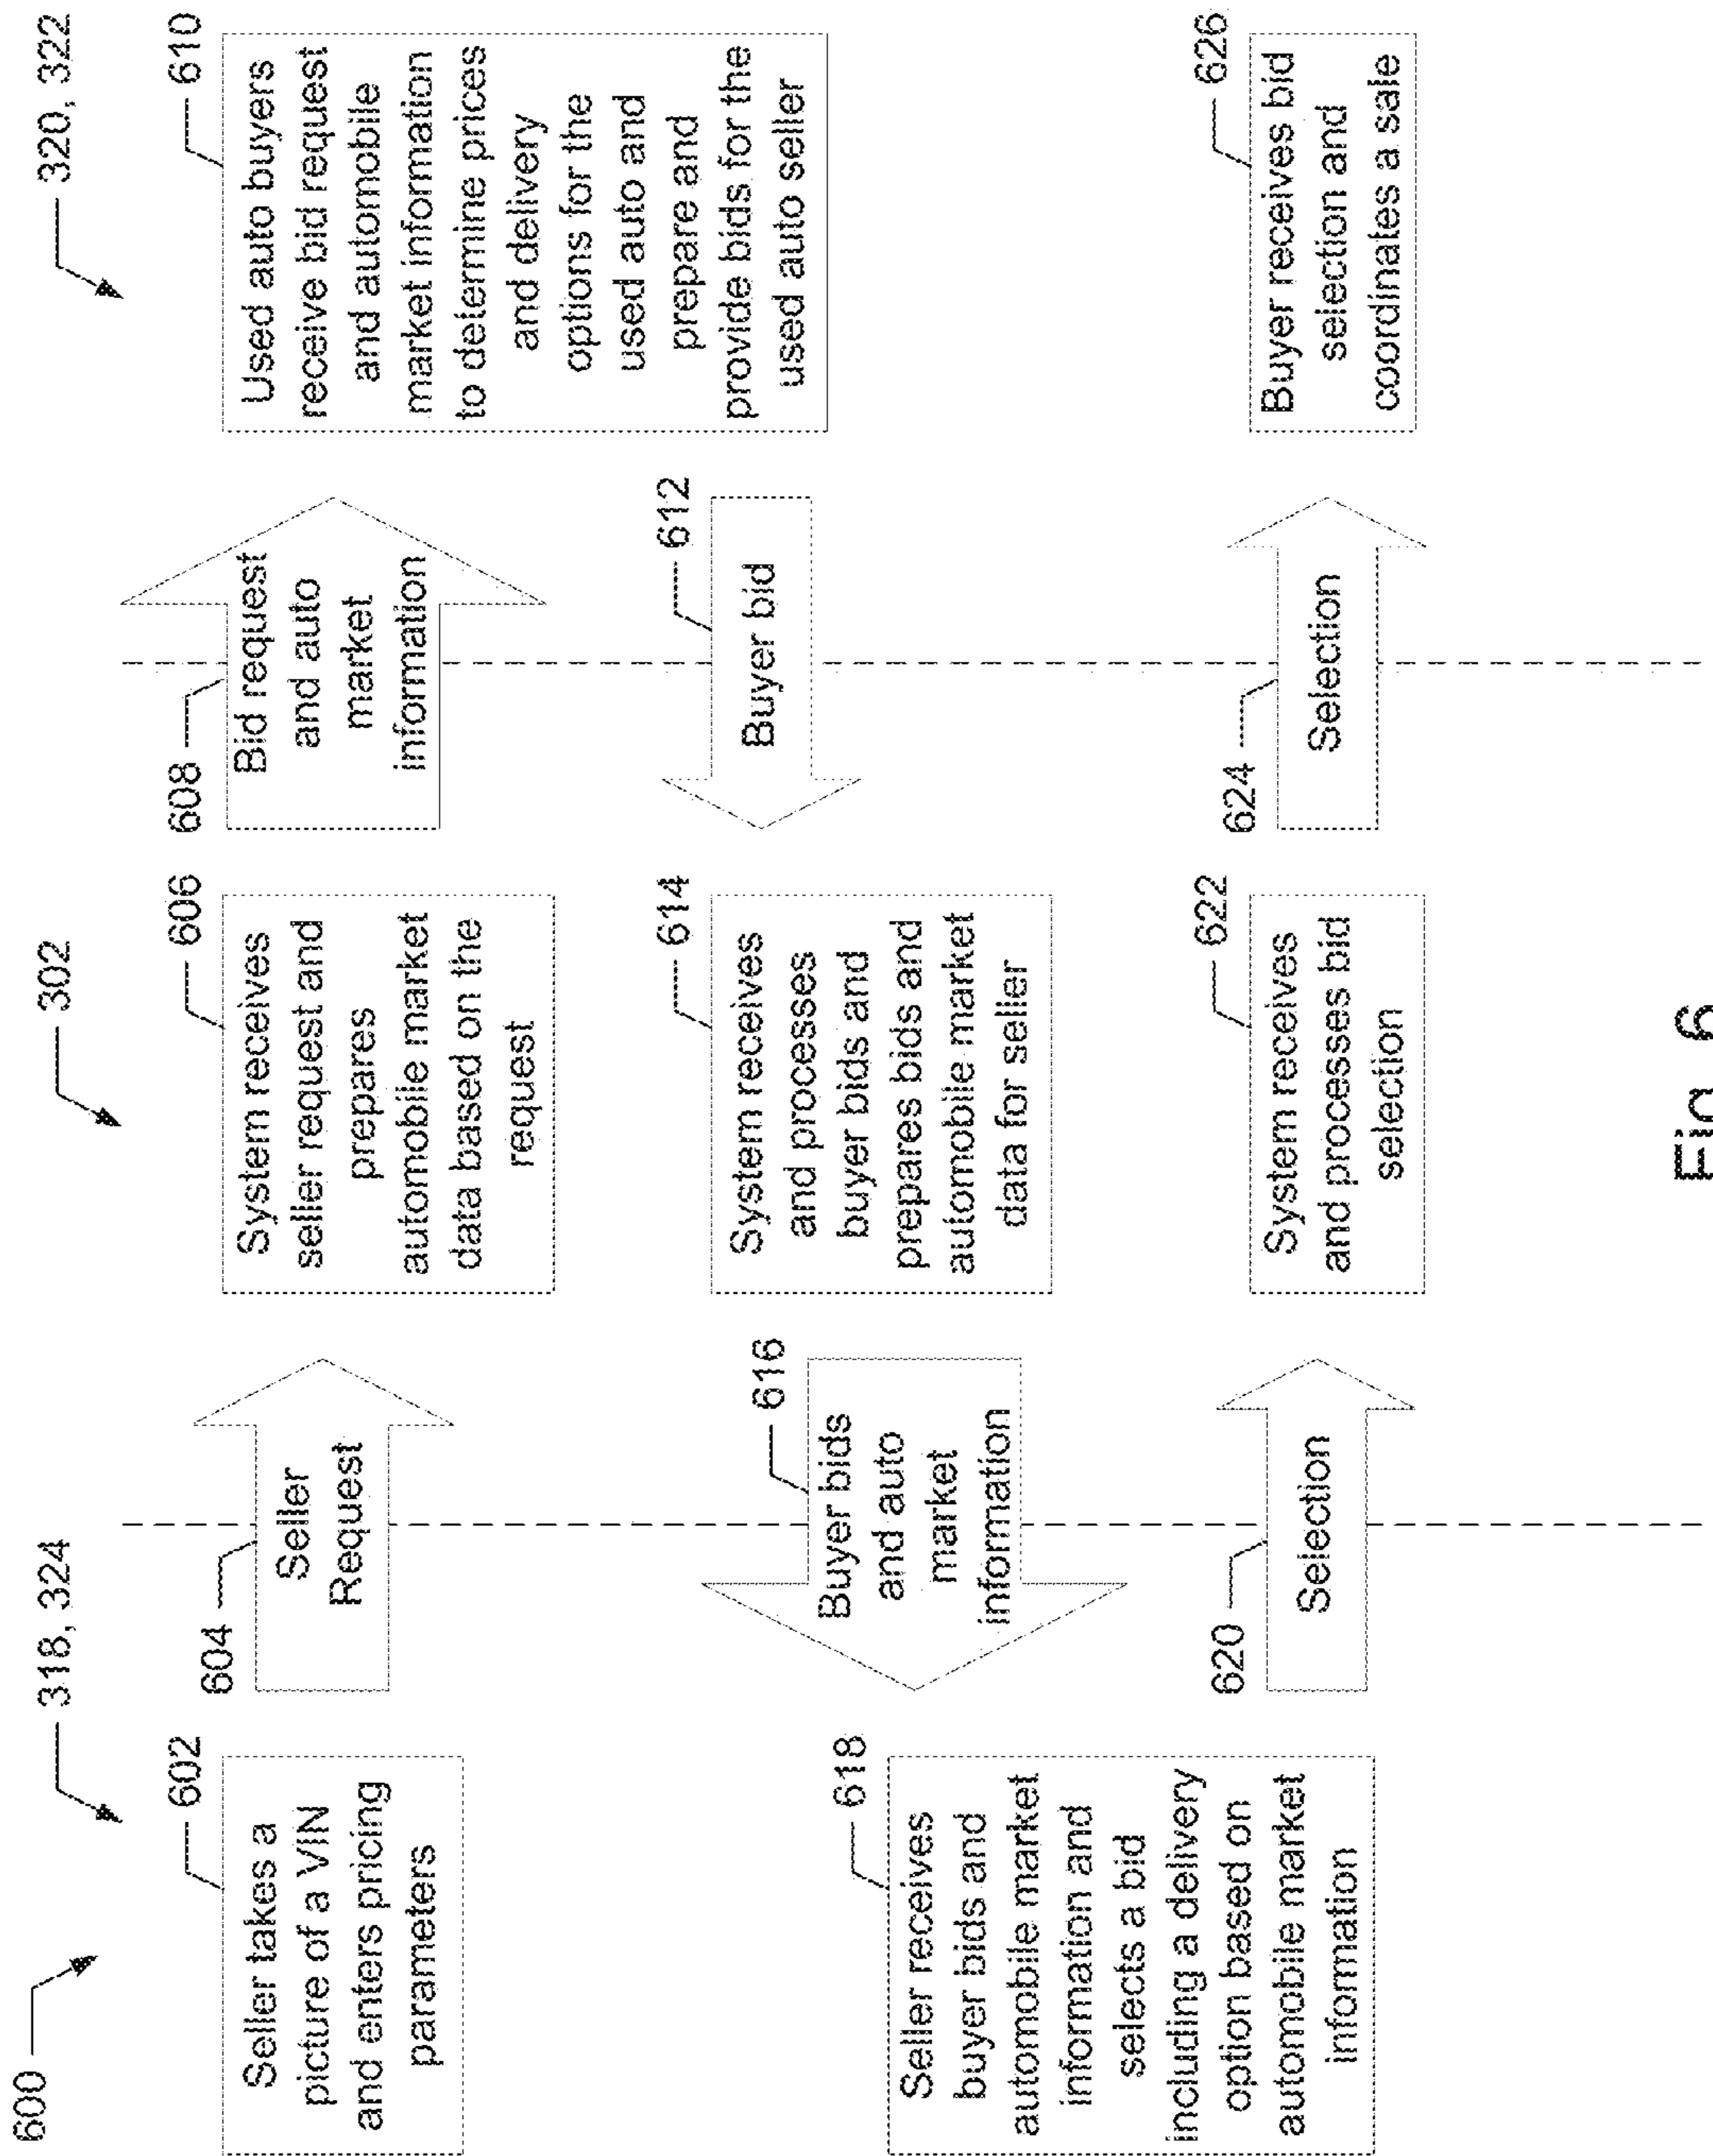 600
318, 324
302
320, 322
602
Seller takes a
picture of a VIN
and enters pricing
parameters
604
Seller
Request
606
System receives
seller request and
prepares
automobile market
data based on the
request
608
Bid request
and auto
market
information
610
Used auto buyers
receive bid request
and automobile
market information
to determine prices
and delivery
options for the
used auto and
prepare and
provide bids for the
used auto seller
612
Buyer bid
614
System receives
and processes
buyer bids and
prepares bids and
automobile market
data for seller
616
Buyer bids
and auto
market
information
618
Seller receives
buyer bids and
automobile market
information and
selects a bid
including a delivery
option based on
automobile market
information
620
Selection
622
System receives
and processes bid
selection
624
Selection
626
Buyer receives bid
selection and
coordinates a sale
Fig. 6